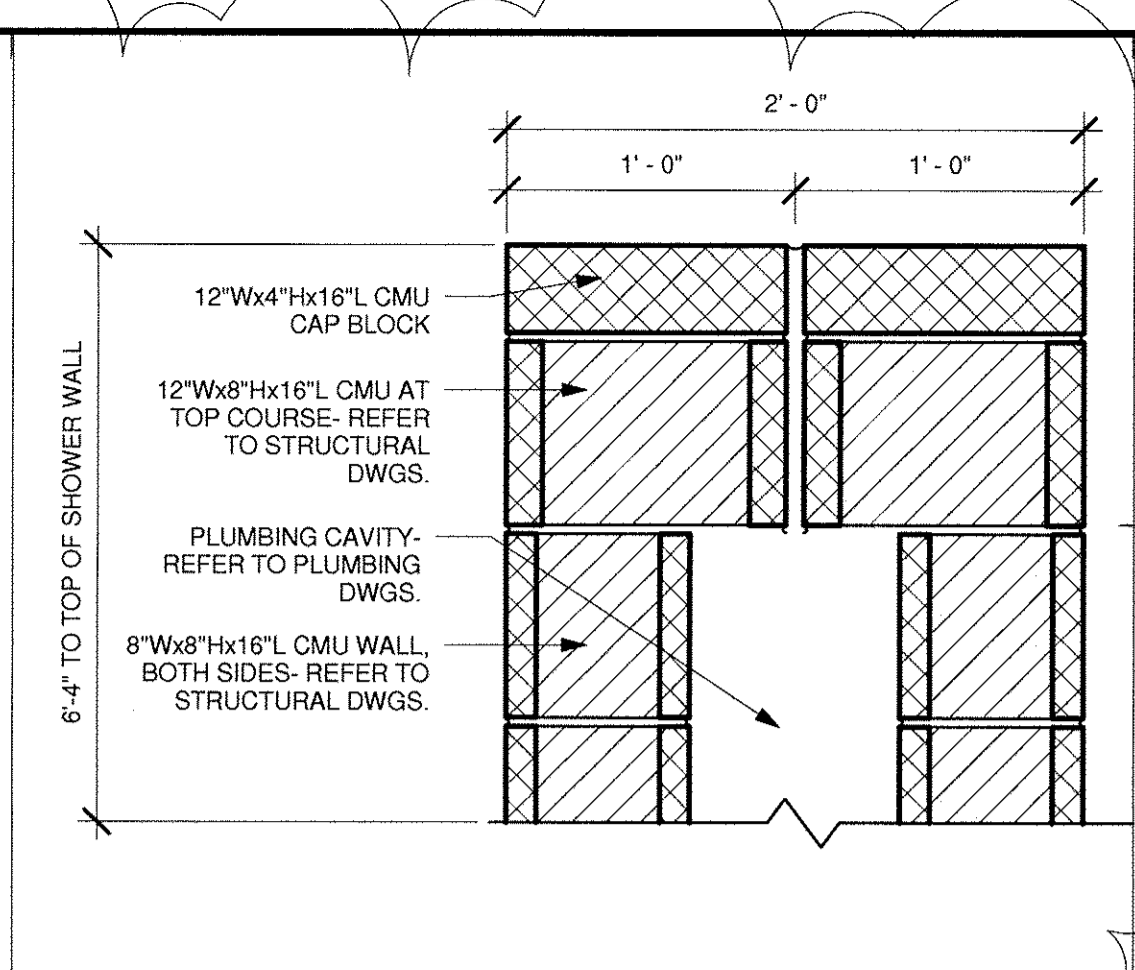 2' - 0"
1' - 0"
1' - 0"
12"Wx4"Hx16"L CMU
CAP BLOCK
12"Wx8"Hx16"L CMU AT
TOP COURSE- REFER
TO STRUCTURAL
DWGS.
PLUMBING CAVITY-
REFER TO PLUMBING
DWGS.
8"Wx8"Hx16"L CMU WALL,
BOTH SIDES- REFER TO
STRUCTURAL DWGS.
6'-4" TO TOP OF SHOWER WALL